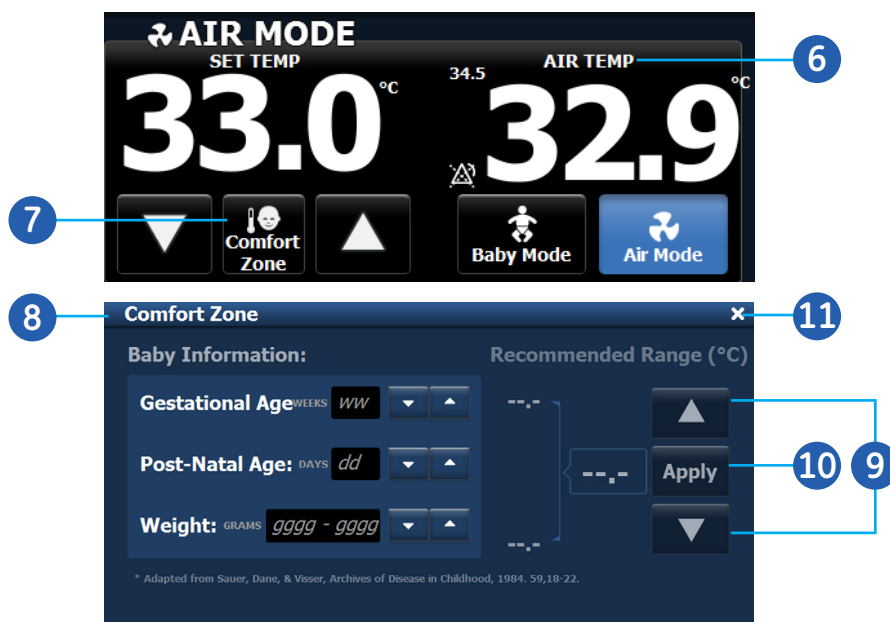 AIR MODE
SET TEMP
33.0 °C
34.5
AIR TEMP
32.9 °C
6
7
Comfort
Zone
Baby Mode
Air Mode
8
Comfort Zone
11
Baby Information:
Recommended Range (°C)
Gestational Age WEEKS ww
--.-
Post-Natal Age: DAYS dd
--.-
Apply
10
9
Weight: GRAMS gggg - gggg
--.-
* Adapted from Sauer, Dane, & Visser, Archives of Disease in Childhood, 1984. 59,18-22.